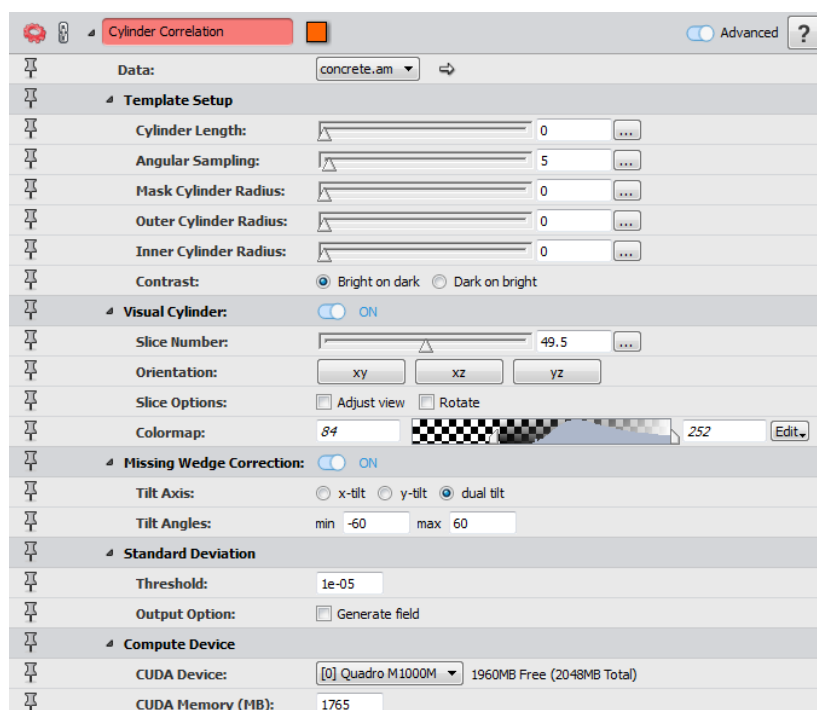 Cylinder Correlation Advanced ?
Data: concrete.am
Template Setup
Cylinder Length: 0 ...
Angular Sampling: 5 ...
Mask Cylinder Radius: 0 ...
Outer Cylinder Radius: 0 ...
Inner Cylinder Radius: 0 ...
Contrast: Bright on dark Dark on bright
Visual Cylinder: ON
Slice Number: 49.5 ...
Orientation: xy xz yz
Slice Options: Adjust view Rotate
Colormap: 84 252 Edit
Missing Wedge Correction: ON
Tilt Axis: x-tilt y-tilt dual tilt
Tilt Angles: min -60 max 60
Standard Deviation
Threshold: 1e-05
Output Option: Generate field
Compute Device
CUDA Device: [0] Quadro M1000M 1960MB Free (2048MB Total)
CUDA Memory (MB): 1765